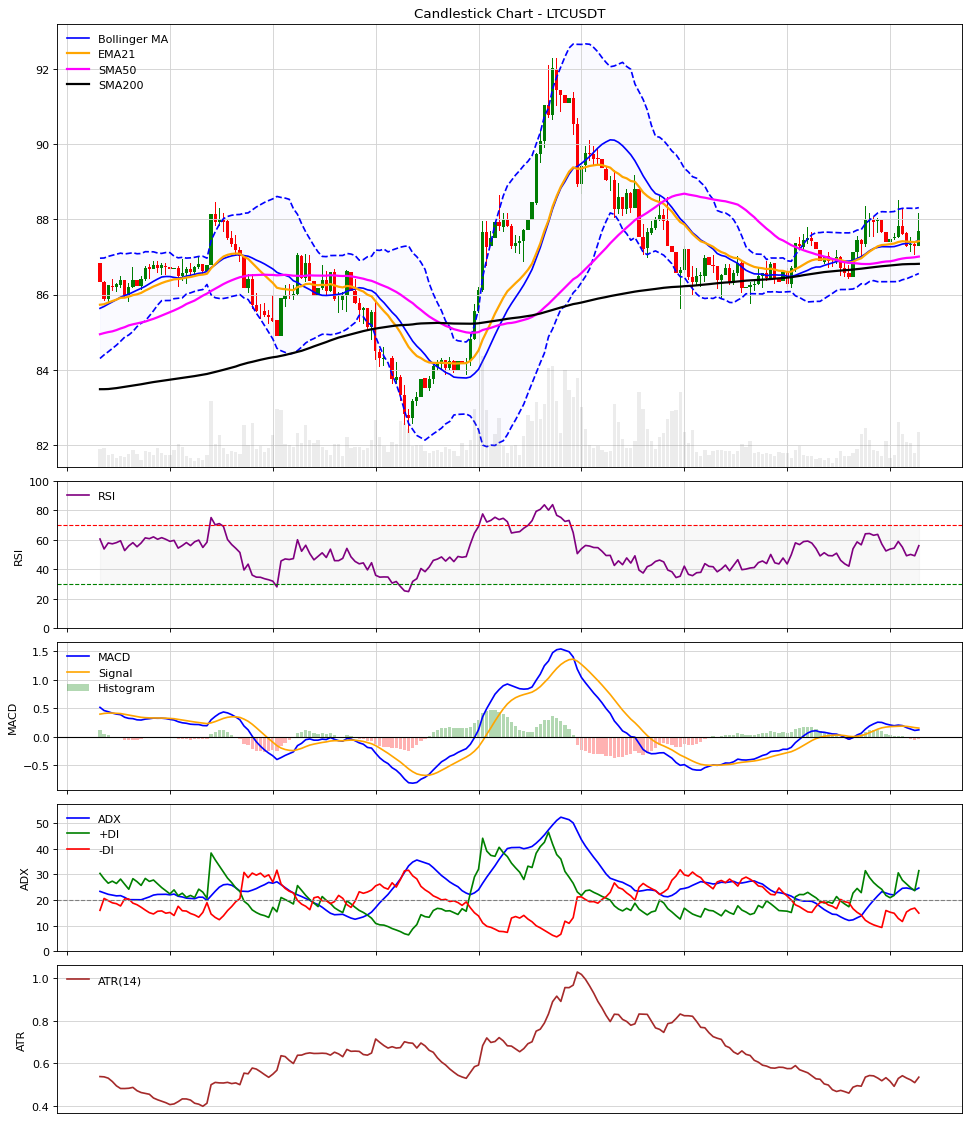 Candlestick Chart - LTCUSDT
Bollinger MA
EMA21
SMA50
SMA200
92
90
88
86
84
82
RSI
100
80
60
40
20
0
RSI
MACD
Signal
Histogram
1.5
1.0
0.5
0.0
−0.5
MACD
ADX
+DI
-DI
50
40
30
20
10
0
ADX
ATR(14)
1.0
0.8
0.6
0.4
ATR